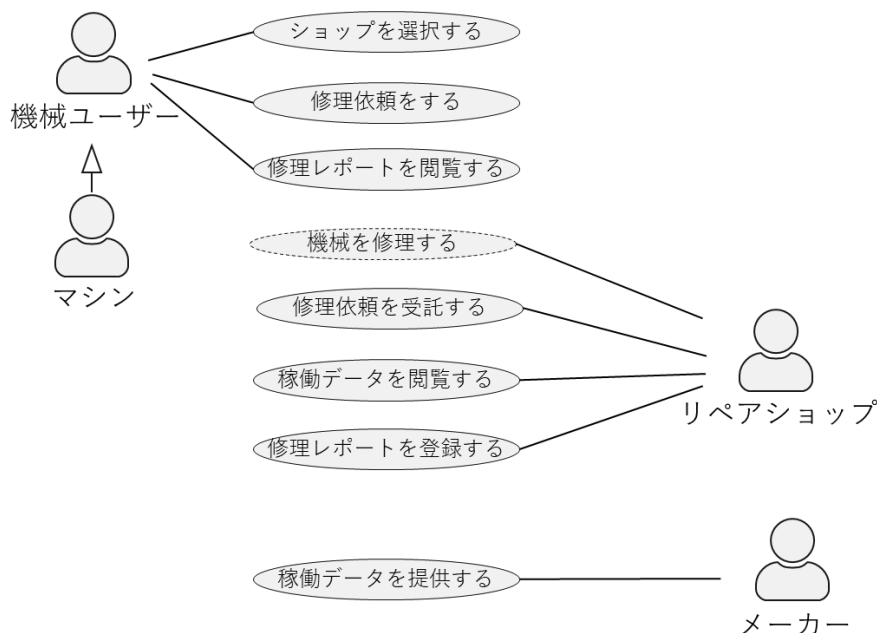 ショップを選択する
機械ユーザー
修理依頼をする
修理レポートを閲覧する
機械を修理する
マシン
修理依頼を受託する
稼働データを閲覧する
リペアショップ
修理レポートを登録する
稼働データを提供する
メーカー